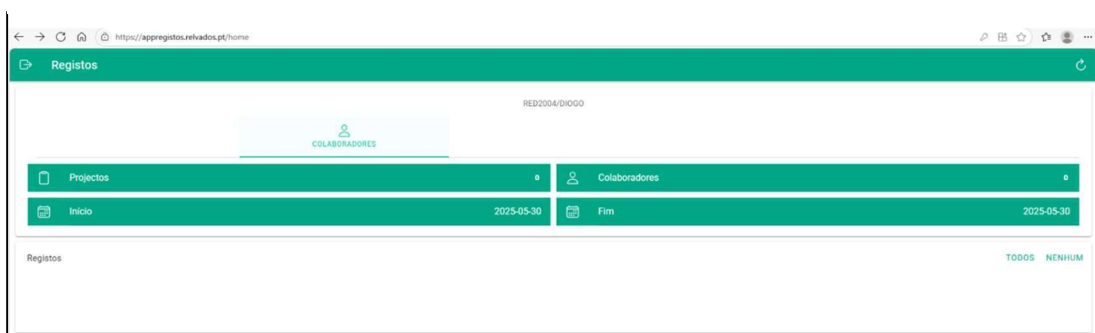 https://appregistos.relvados.pt/home
Registos
RED2004/DIOGO
COLABORADORES
Projectos 0 Colaboradores 0
Início 2025-05-30 Fim 2025-05-30
Registos TODOS NENHUM